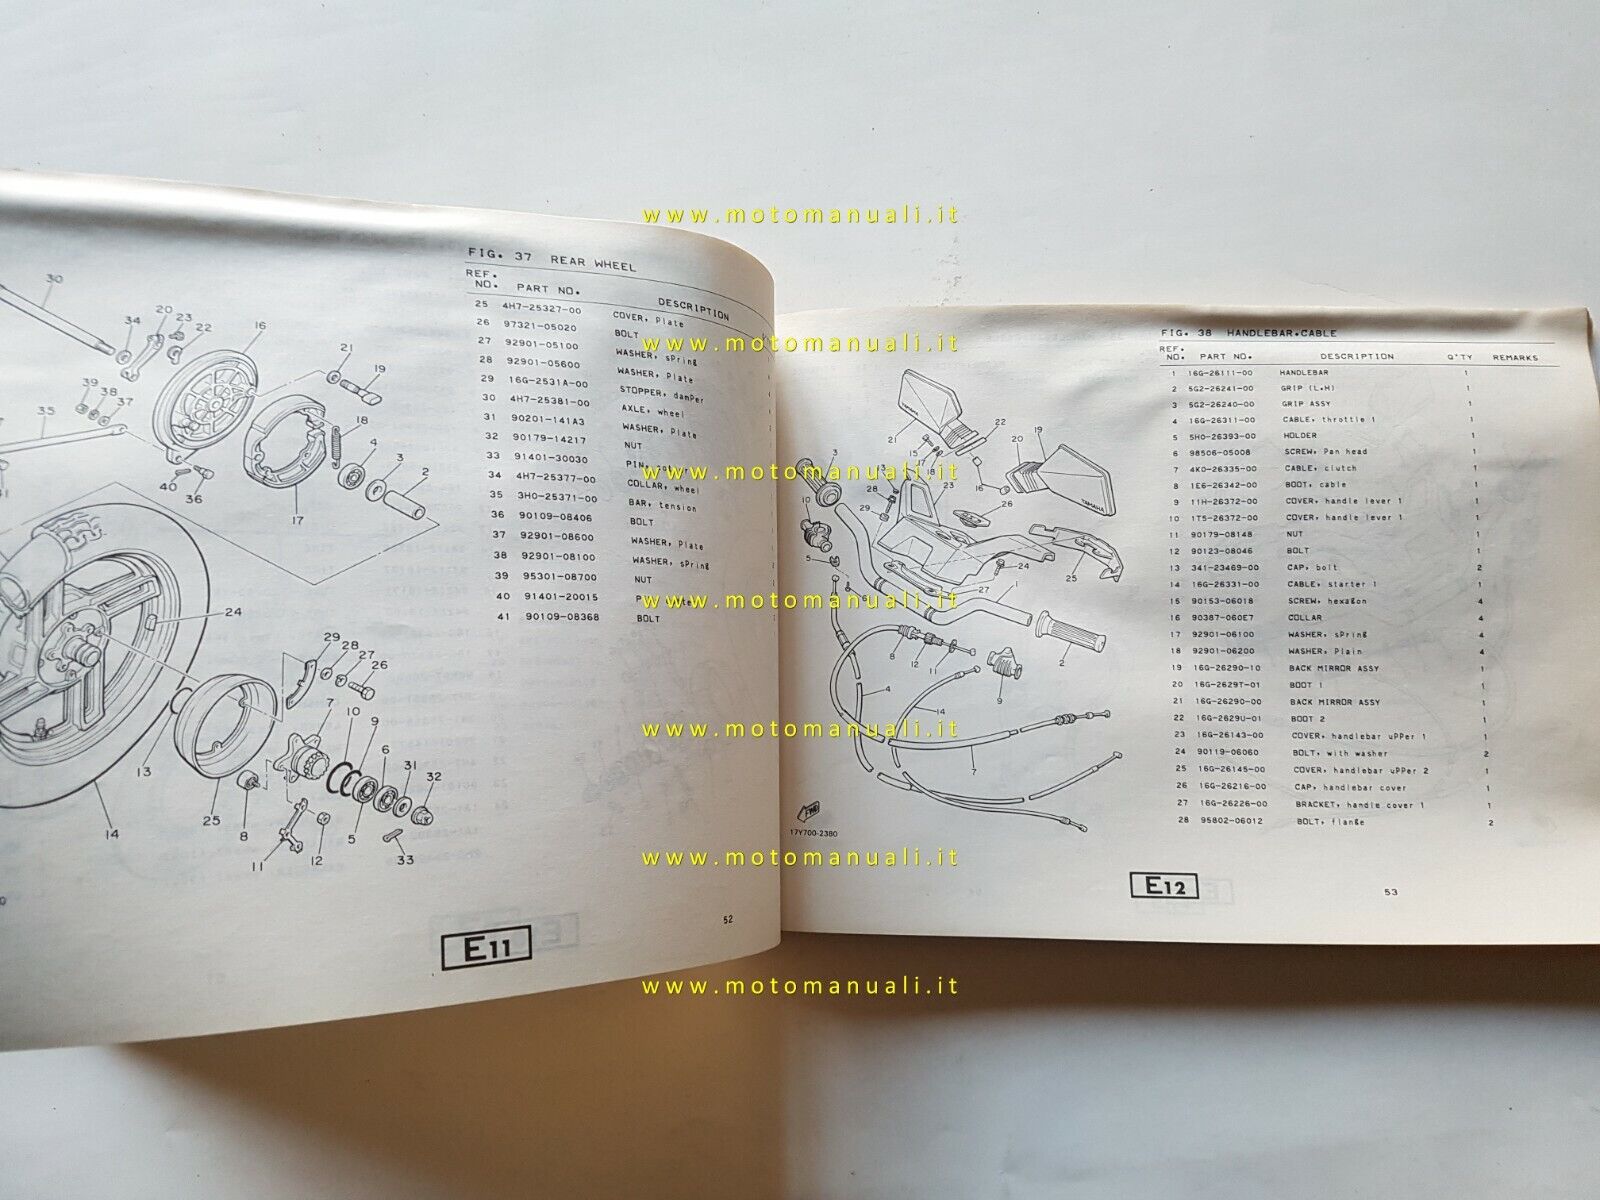 FIG. 37 REAR WHEEL
REF. NO. PART NO. DESCRIPTION
25 4H7-25327-00 COVER, Plate
26 97321-05020 BOLT
27 92901-05100 WASHER, sPring
28 92901-05600 WASHER, Plate
29 16G-2531A-00 STOPPER, damPer
30 4H7-25381-00 AXLE, wheel
31 90201-141A3 WASHER, Plate
32 90179-14217 NUT
33 91401-30030 PIN,
34 4H7-25377-00 COLLAR, wheel
35 3H0-25371-00 BAR, tension
36 90109-08406 BOLT
37 92901-08600 WASHER, Plate
38 92901-08100 WASHER, sPring
39 95301-08700 NUT
40 91401-20015
41 90109-08368 BOLT
E11
52
FIG. 38 HANDLEBAR.CABLE
REF. NO. PART NO. DESCRIPTION Q'TY REMARKS
1 16G-26111-00 HANDLEBAR 1
2 5G2-26241-00 GRIP (L.H) 1
3 5G2-26240-00 GRIP ASSY 1
4 16G-26311-00 CABLE, throttle 1 1
5 5H0-26393-00 HOLDER 1
6 98506-05008 SCREW, Pan head 1
7 4K0-26335-00 CABLE, clutch 1
8 1E6-26342-00 BOOT, cable 1
9 11H-26372-00 COVER, handle lever 1 1
10 1T5-26372-00 COVER, handle lever 1 1
11 90179-08148 NUT 1
12 90123-08046 BOLT 1
13 341-23469-00 CAP, bolt 2
14 16G-26331-00 CABLE, starter 1 1
15 90153-06018 SCREW, hexagon 4
16 90387-060E7 COLLAR 4
17 92901-06100 WASHER, sPring 4
18 92901-06200 WASHER, Plain 4
19 16G-26290-10 BACK MIRROR ASSY 1
20 16G-2629T-01 BOOT 1 1
21 16G-26290-00 BACK MIRROR ASSY 1
22 16G-2629U-01 BOOT 2 1
23 16G-26143-00 COVER, handlebar uPPer 1 1
24 90119-06060 BOLT, with washer 2
25 16G-26145-00 COVER, handlebar uPPer 2 1
26 16G-26216-00 CAP, handlebar cover 1
27 16G-26226-00 BRACKET, handle cover 1 1
28 95802-06012 BOLT, flange 2
YAMAHA
YAMAHA
FWD
17Y700-2380
E12
53
www.motomanuali.it
www.motomanuali.it
www.motomanuali.it
www.motomanuali.it
www.motomanuali.it
www.motomanuali.it
www.motomanuali.it